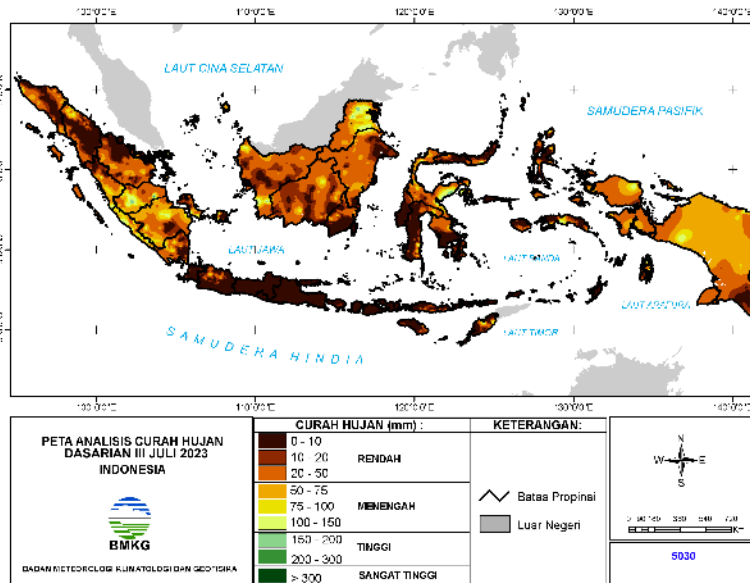 100°0'0"E 110°0'0"E 120°0'0"E 130°0'0"E 140°0'0"E
LAUT CINA SELATAN
SAMUDERA PASIFIK
LAUT JAWA
LAUT BANDA
LAUT ARAFURA
LAUT TIMOR
SAMUDERA HINDIA
100°0'0"E 110°0'0"E 120°0'0"E 130°0'0"E 140°0'0"E
PETA ANALISIS CURAH HUJAN
DASARIAN III JULI 2023
INDONESIA
BMKG
BADAN METEOROLOGI KLIMATOLOGI DAN GEOFISIKA
CURAH HUJAN (mm) :
0 - 10
10 - 20
20 - 50
RENDAH
50 - 75
75 - 100
100 - 150
MENENGAH
150 - 200
200 - 300
TINGGI
> 300
SANGAT TINGGI
KETERANGAN:
Batas Propinsi
Luar Negeri
N
W E
S
5030